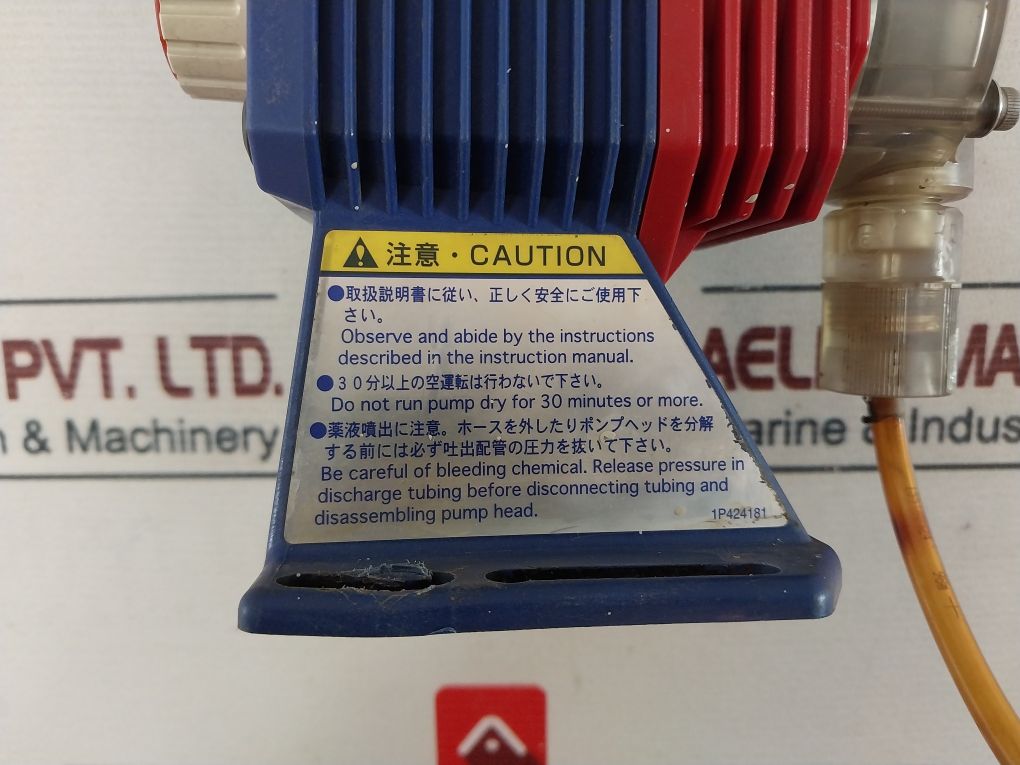 注意・CAUTION
●取扱説明書に従い、正しく安全にご使用下
さい。
Observe and abide by the instructions
described in the instruction manual.
●30分以上の空運転は行わないで下さい。
Do not run pump dry for 30 minutes or more.
●薬液噴出に注意。ホースを外したりポンプヘッドを分解
する前には必ず吐出配管の圧力を抜いて下さい。
Be careful of bleeding chemical. Release pressure in
discharge tubing before disconnecting tubing and
disassembling pump head.
1P424181
PVT. LTD.
& Machinery
AEL
MA
arine & Indus